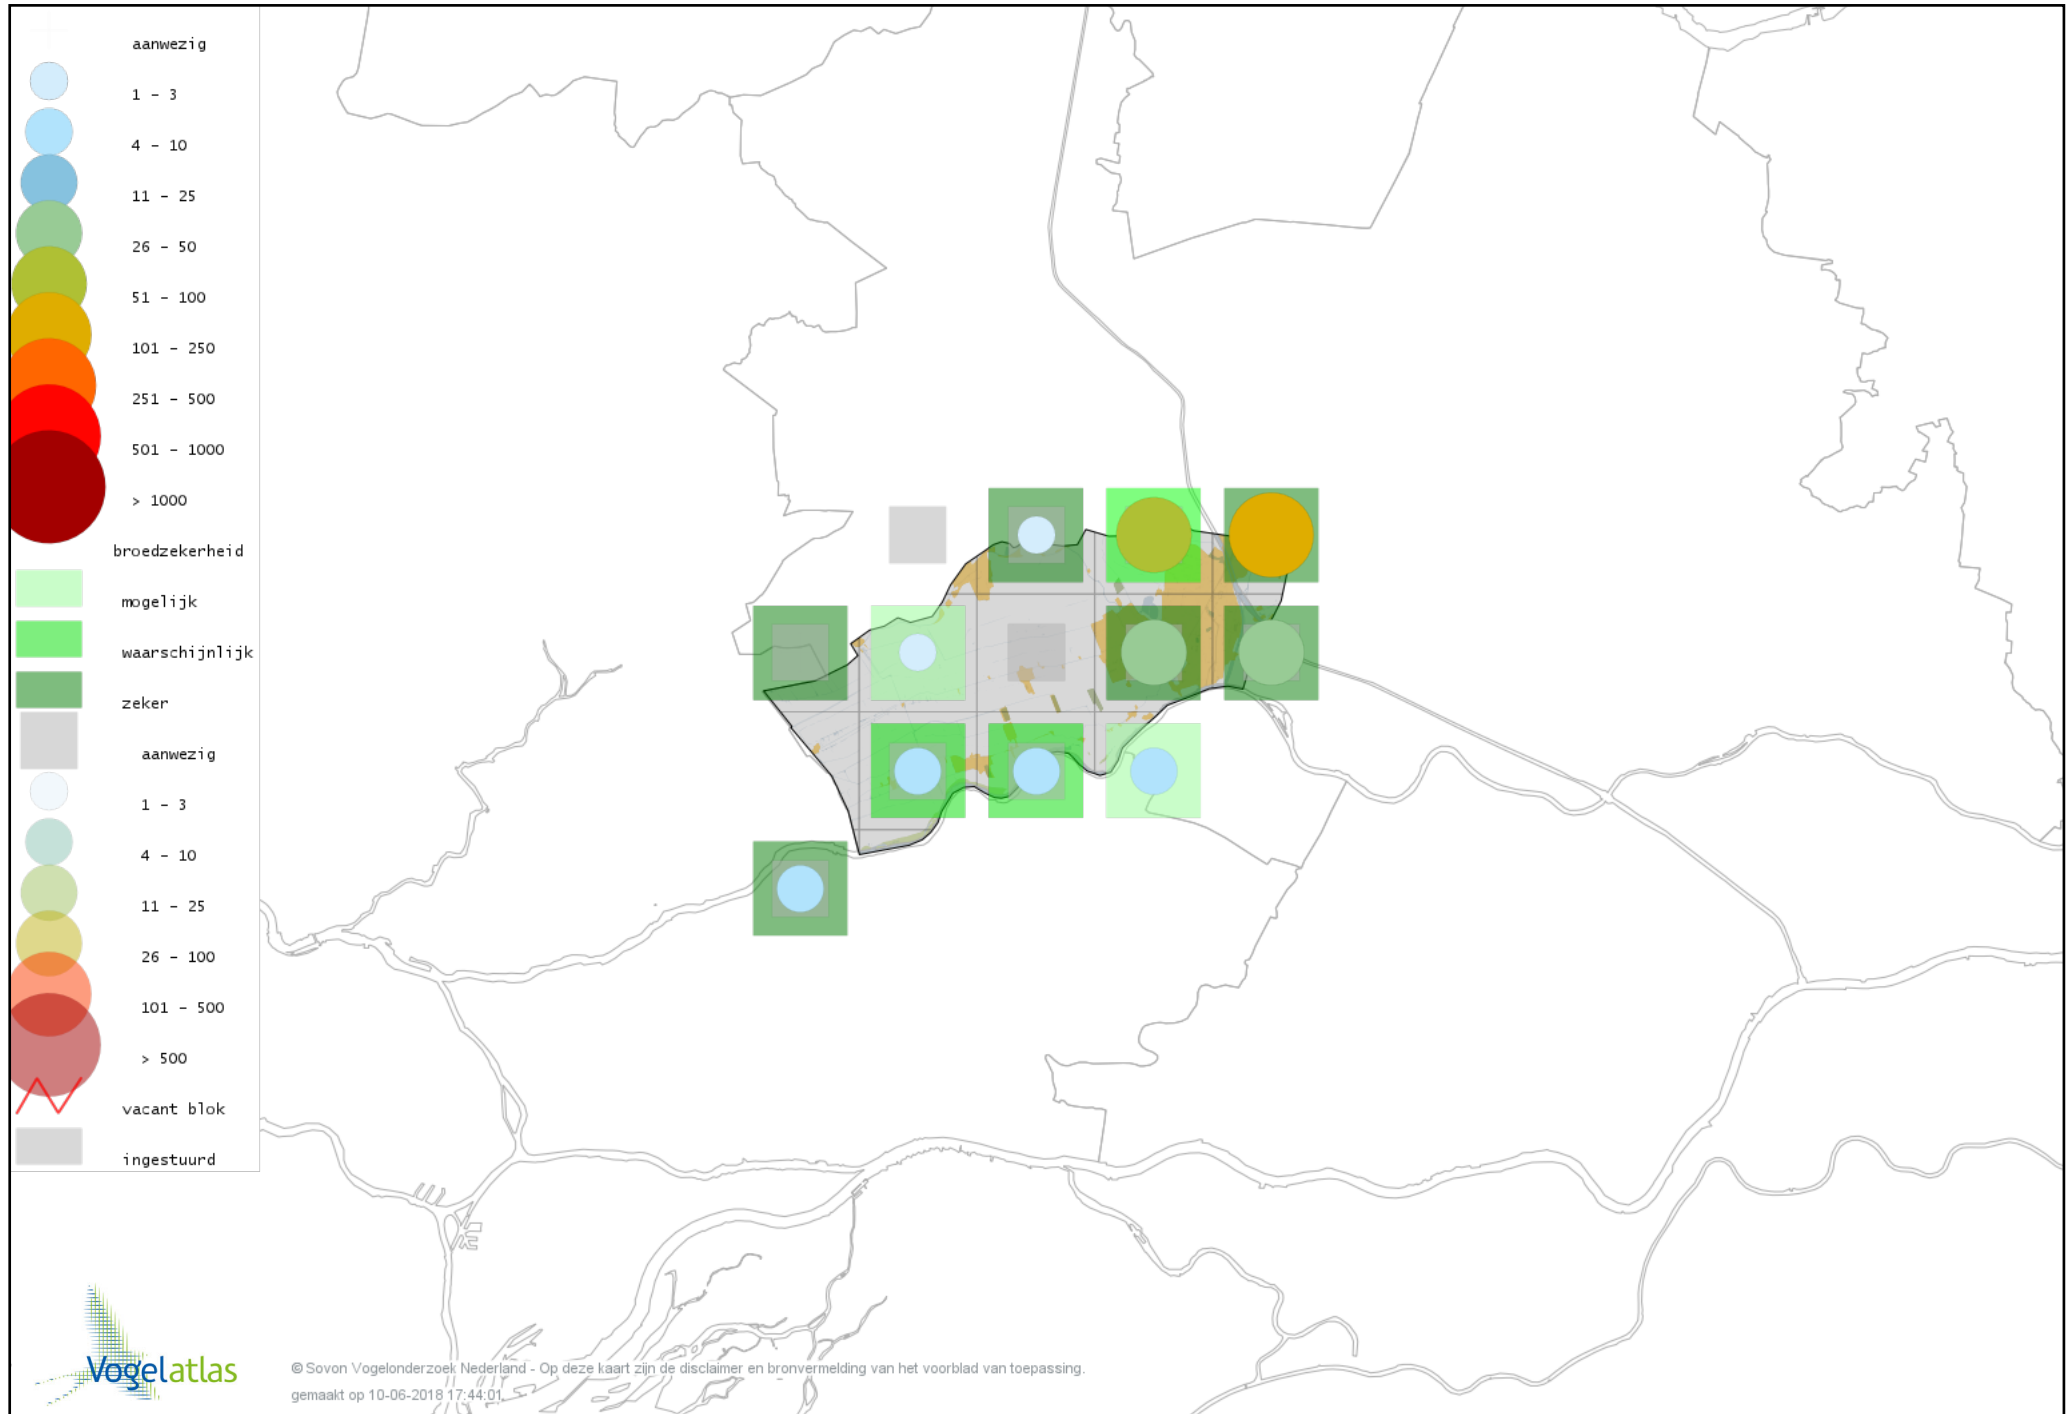 aanwezig
1 – 3
4 – 10
11 – 25
26 – 50
51 – 100
101 – 250
251 – 500
501 – 1000
> 1000
broedzekerheid
mogelijk
waarschijnlijk
zeker
aanwezig
1 – 3
4 – 10
11 – 25
26 – 100
101 – 500
> 500
vacant blok
ingestuurd
Vogelatlas
© Sovon Vogelonderzoek Nederland - Op deze kaart zijn de disclaimer en bronvermelding van het voorblad van toepassing.
gemaakt op 10-06-2018 17:44:01